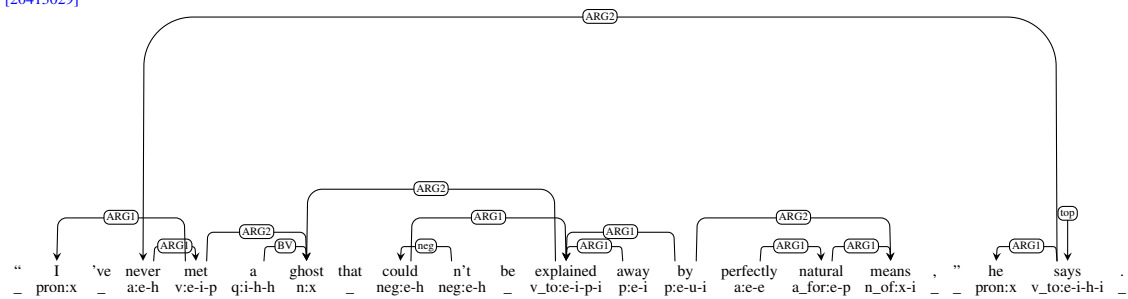 [20415029]
ARG2
ARG2
ARG1 ARG1 ARG2 top
ARG2 ARG1 ARG1
ARG1 BV neg ARG1 ARG1 ARG1
“ I ’ve never met a ghost that could n’t be explained away by perfectly natural means , ” he says .
_ pron:x _ a:e-h v:e-i-p q:i-h-h n:x _ neg:e-h neg:e-h _ v_to:e-i-p-i p:e-i p:e-u-i a:e-e a_for:e-p n_of:x-i _ _ pron:x v_to:e-i-h-i _